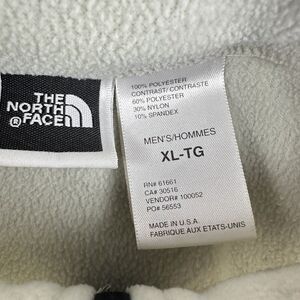 THE
NORTH
FACE
®
100% POLYESTER
CONTRAST/CONTRASTE
60% POLYESTER
30% NYLON
10% SPANDEX
MEN'S/HOMMES
XL-TG
RN# 61661
CA# 30516
VENDOR# 100052
PO# 56553
MADE IN U.S.A.
FABRIQUE AUX ETATS-UNIS